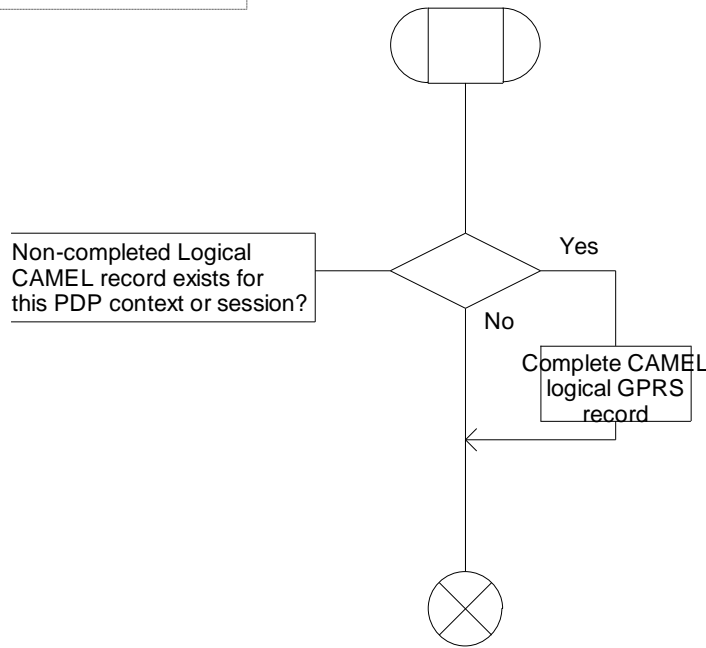 Non-completed Logical
CAMEL record exists for
this PDP context or session?
Yes
No
Complete CAMEL
logical GPRS
record